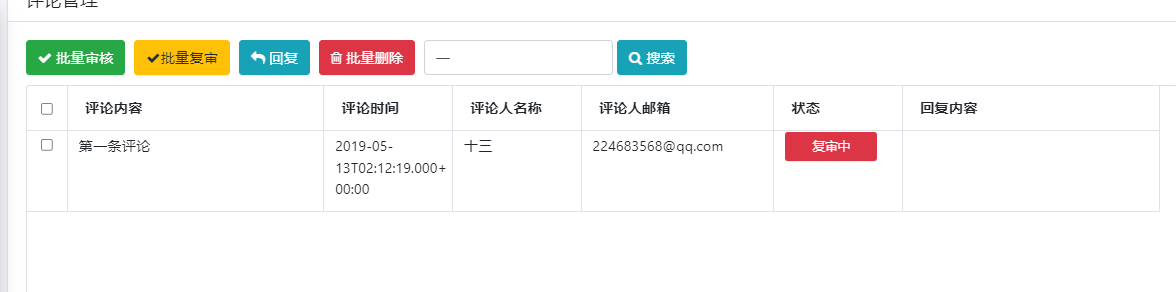 评论管理
批量审核 批量复审 回复 批量删除 一 搜索
评论内容 评论时间 评论人名称 评论人邮箱 状态 回复内容
第一条评论 2019-05- 十三 224683568@qq.com 复审中
13T02:12:19.000+
00:00